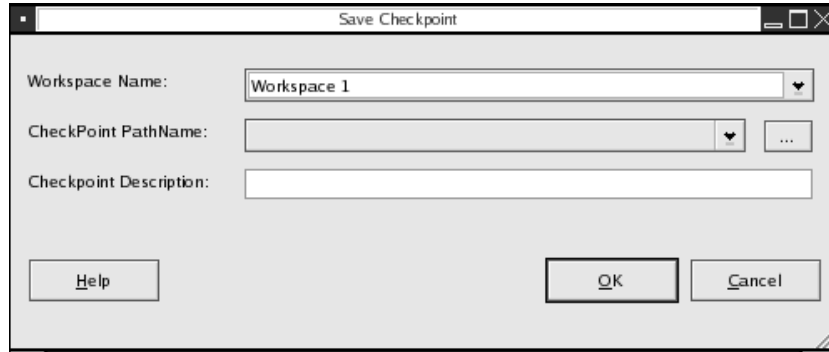 Save Checkpoint
Workspace Name:
Workspace 1
CheckPoint PathName:
...
Checkpoint Description:
Help
OK
Cancel